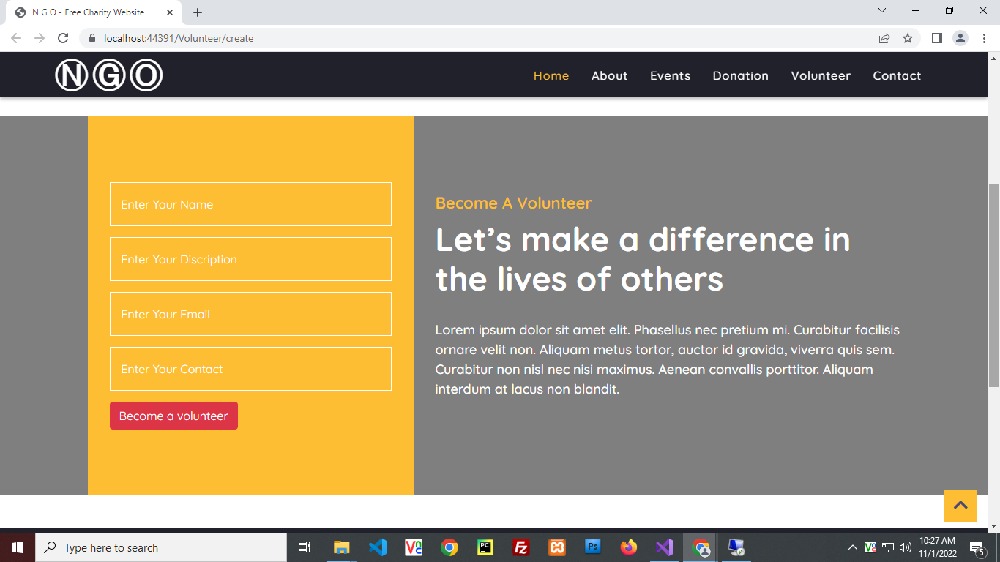 N G O - Free Charity Website
localhost:44391/Volunteer/create
NGO
Home About Events Donation Volunteer Contact
Enter Your Name
Enter Your Discription
Enter Your Email
Enter Your Contact
Become a volunteer
Become A Volunteer
Let’s make a difference in
the lives of others
Lorem ipsum dolor sit amet elit. Phasellus nec pretium mi. Curabitur facilisis
ornare velit non. Aliquam metus tortor, auctor id gravida, viverra quis sem.
Curabitur non nisl nec nisi maximus. Aenean convallis porttitor. Aliquam
interdum at lacus non blandit.
Type here to search
PC
Fz
Ps
10:27 AM
11/1/2022
5